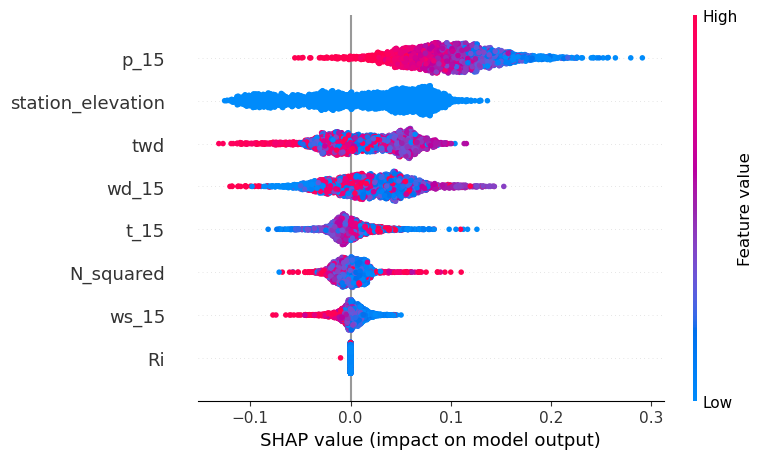 High
p_15
station_elevation
twd
wd_15
t_15
N_squared
ws_15
Ri
Feature value
Low
−0.1 0.0 0.1 0.2 0.3
SHAP value (impact on model output)